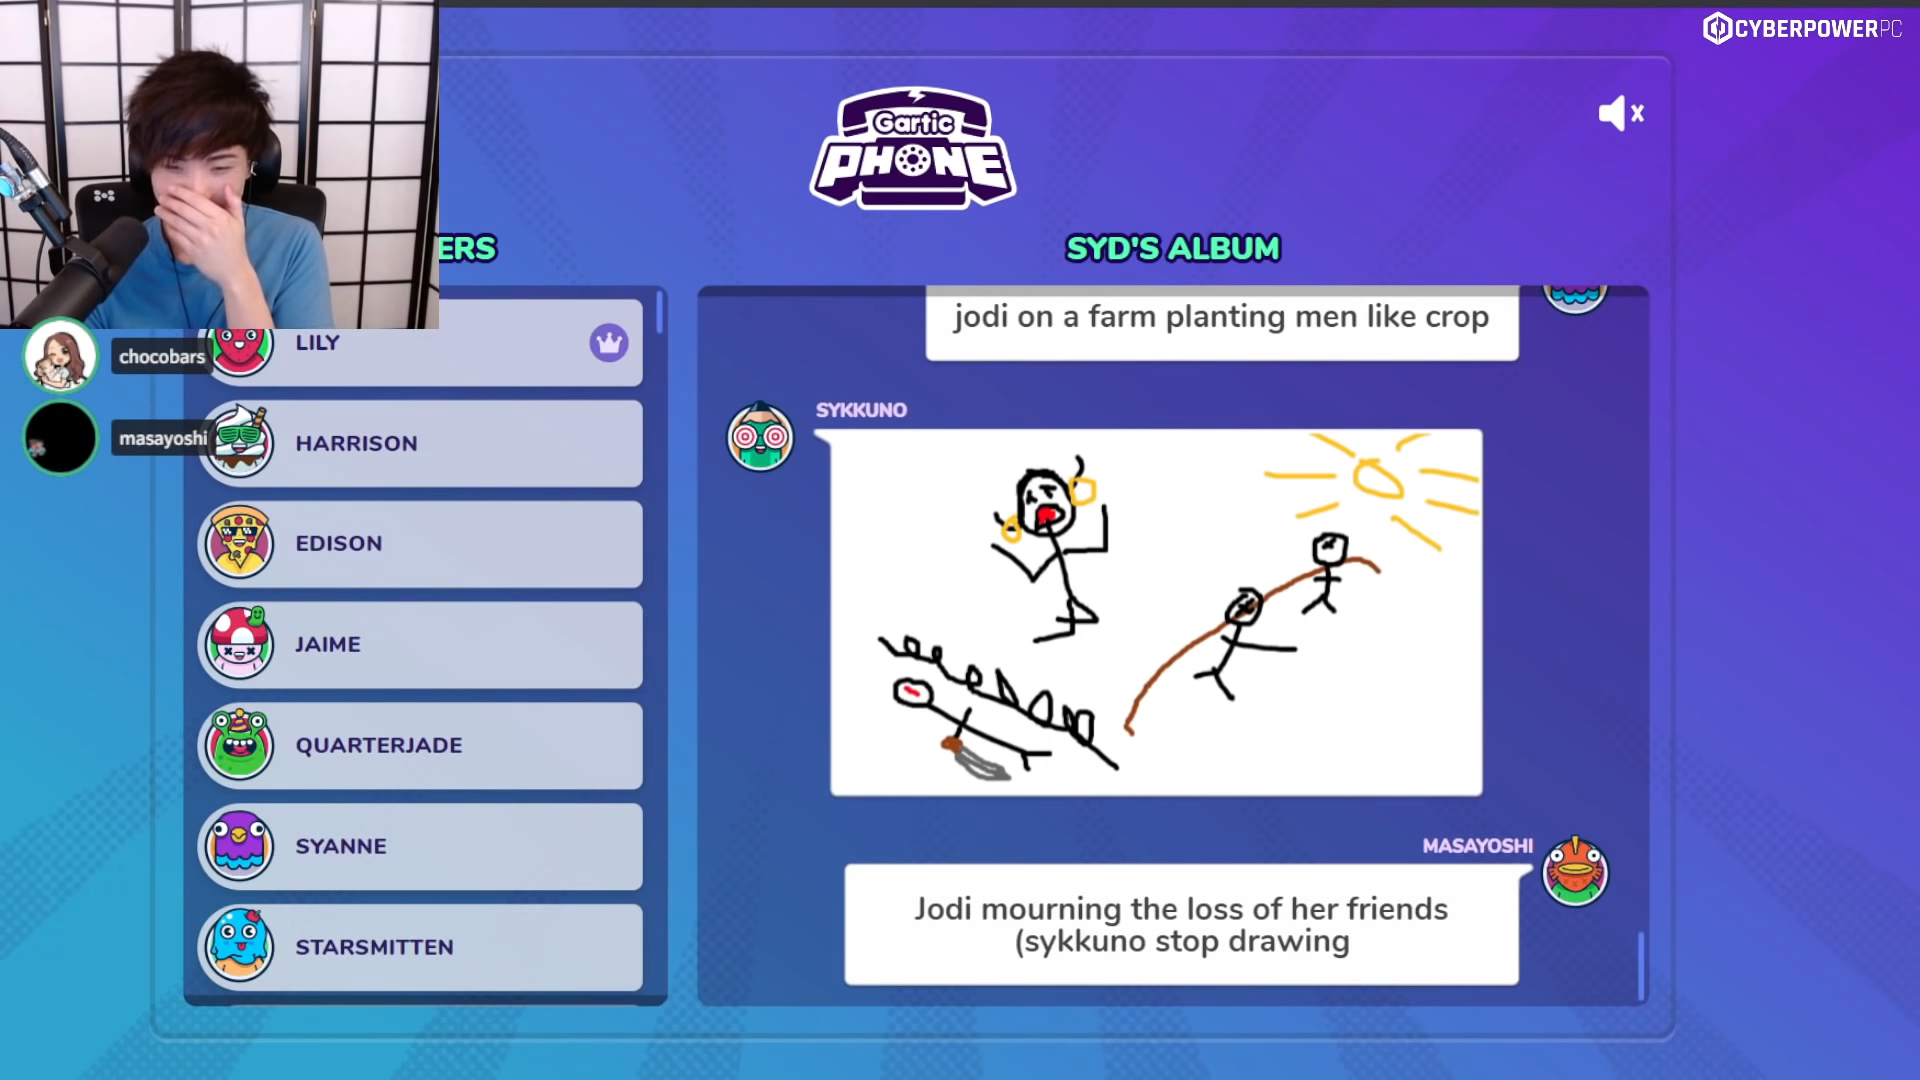 CYBERPOWERPC
Gartic
PHONE
ERS
SYD'S ALBUM
LILY
HARRISON
EDISON
JAIME
QUARTERJADE
SYANNE
STARSMITTEN
chocobars
masayoshi
jodi on a farm planting men like crop
SYKKUNO
MASAYOSHI
Jodi mourning the loss of her friends
(sykkuno stop drawing